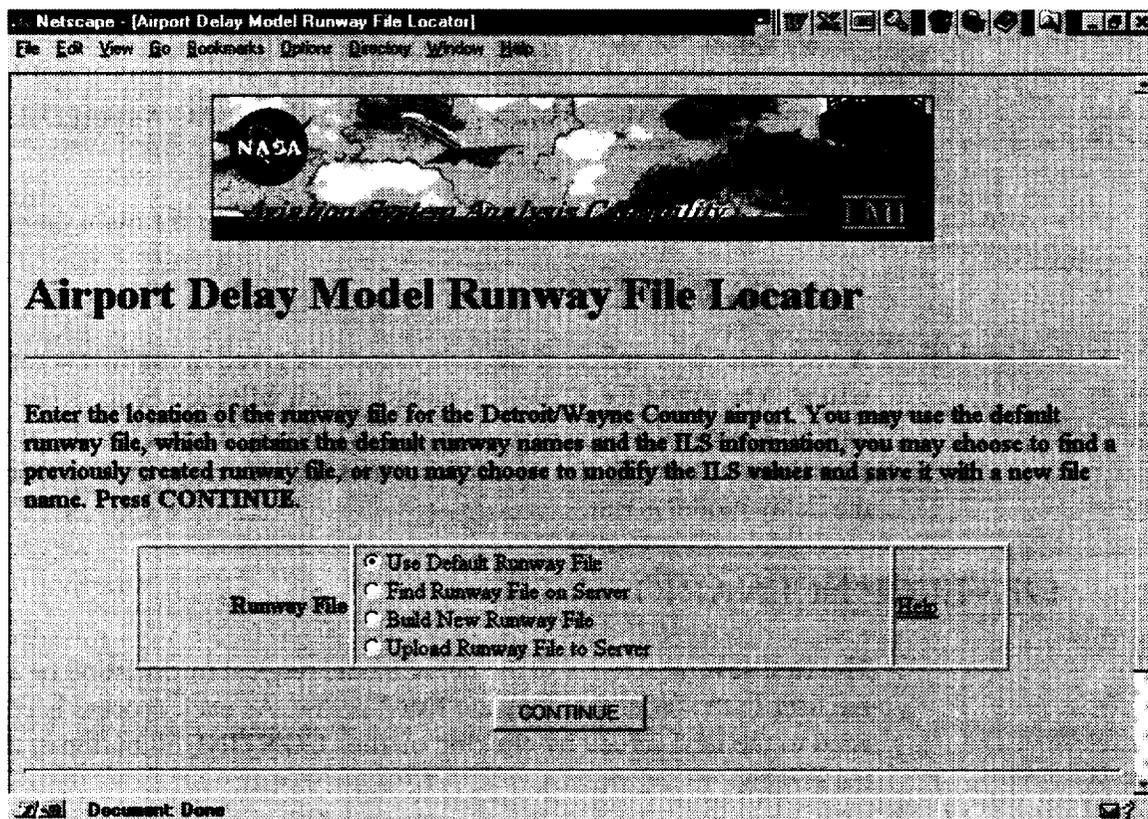 Netscape - [Airport Delay Model Runway File Locator]
File Edit View Go Bookmarks Options Directory Window Help
NASA
Aviation System Analysis Capability
LMI
Airport Delay Model Runway File Locator
Enter the location of the runway file for the Detroit/Wayne County airport. You may use the default
runway file, which contains the default runway names and the ILS information, you may choose to find a
previously created runway file, or you may choose to modify the ILS values and save it with a new file
name. Press CONTINUE.
Runway File
Use Default Runway File
Find Runway File on Server
Build New Runway File
Upload Runway File to Server
Help
CONTINUE
Document: Done